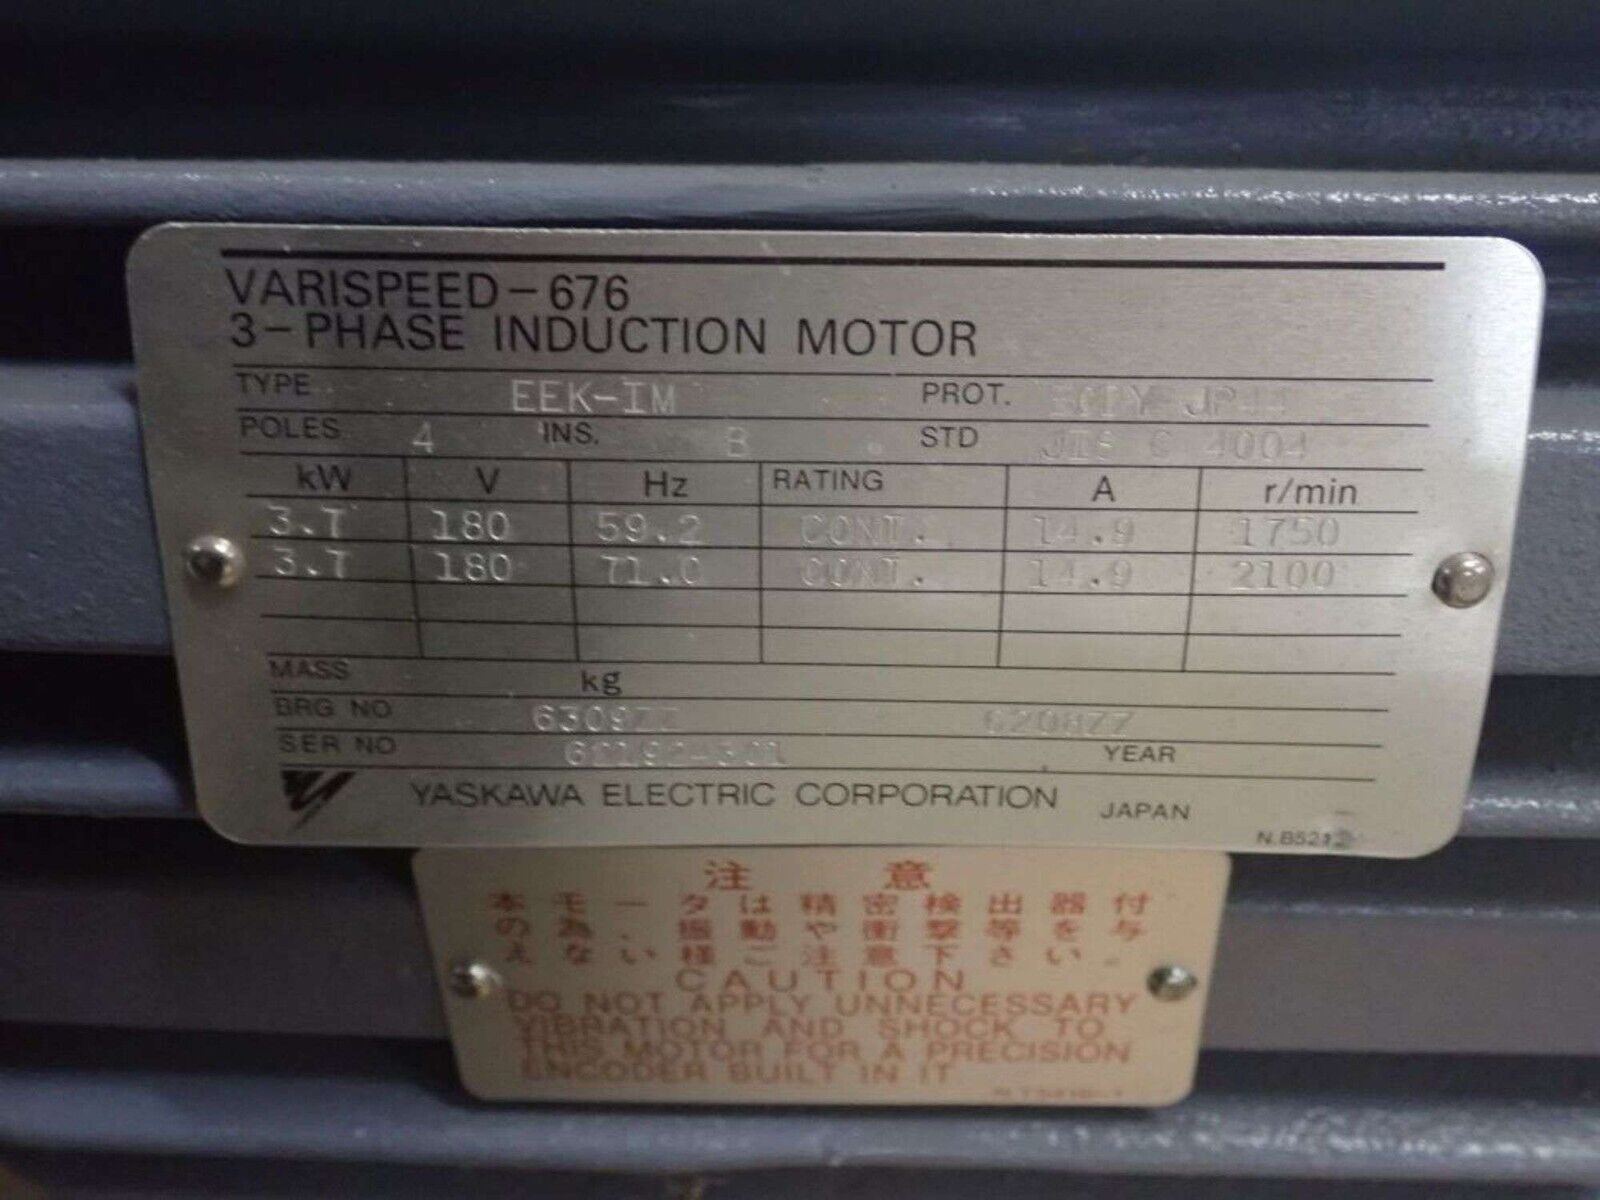 VARISPEED-676
3-PHASE INDUCTION MOTOR
TYPE EEK-IM PROT. JP44
POLES 4 INS. B STD JIS C 4004
kW V Hz RATING A r/min
3.7 180 59.2 CONT. 14.9 1750
3.7 180 71.0 CONT. 14.9 2100
MASS kg
BRG NO 6309ZZ 6208ZZ
SER NO YEAR
YASKAWA ELECTRIC CORPORATION JAPAN
注意
本モータは精密検出器付
の為、振動や衝撃等を与
えない様ご注意下さい。
CAUTION
DO NOT APPLY UNNECESSARY
VIBRATION AND SHOCK TO
THIS MOTOR FOR A PRECISION
ENCODER BUILT IN IT